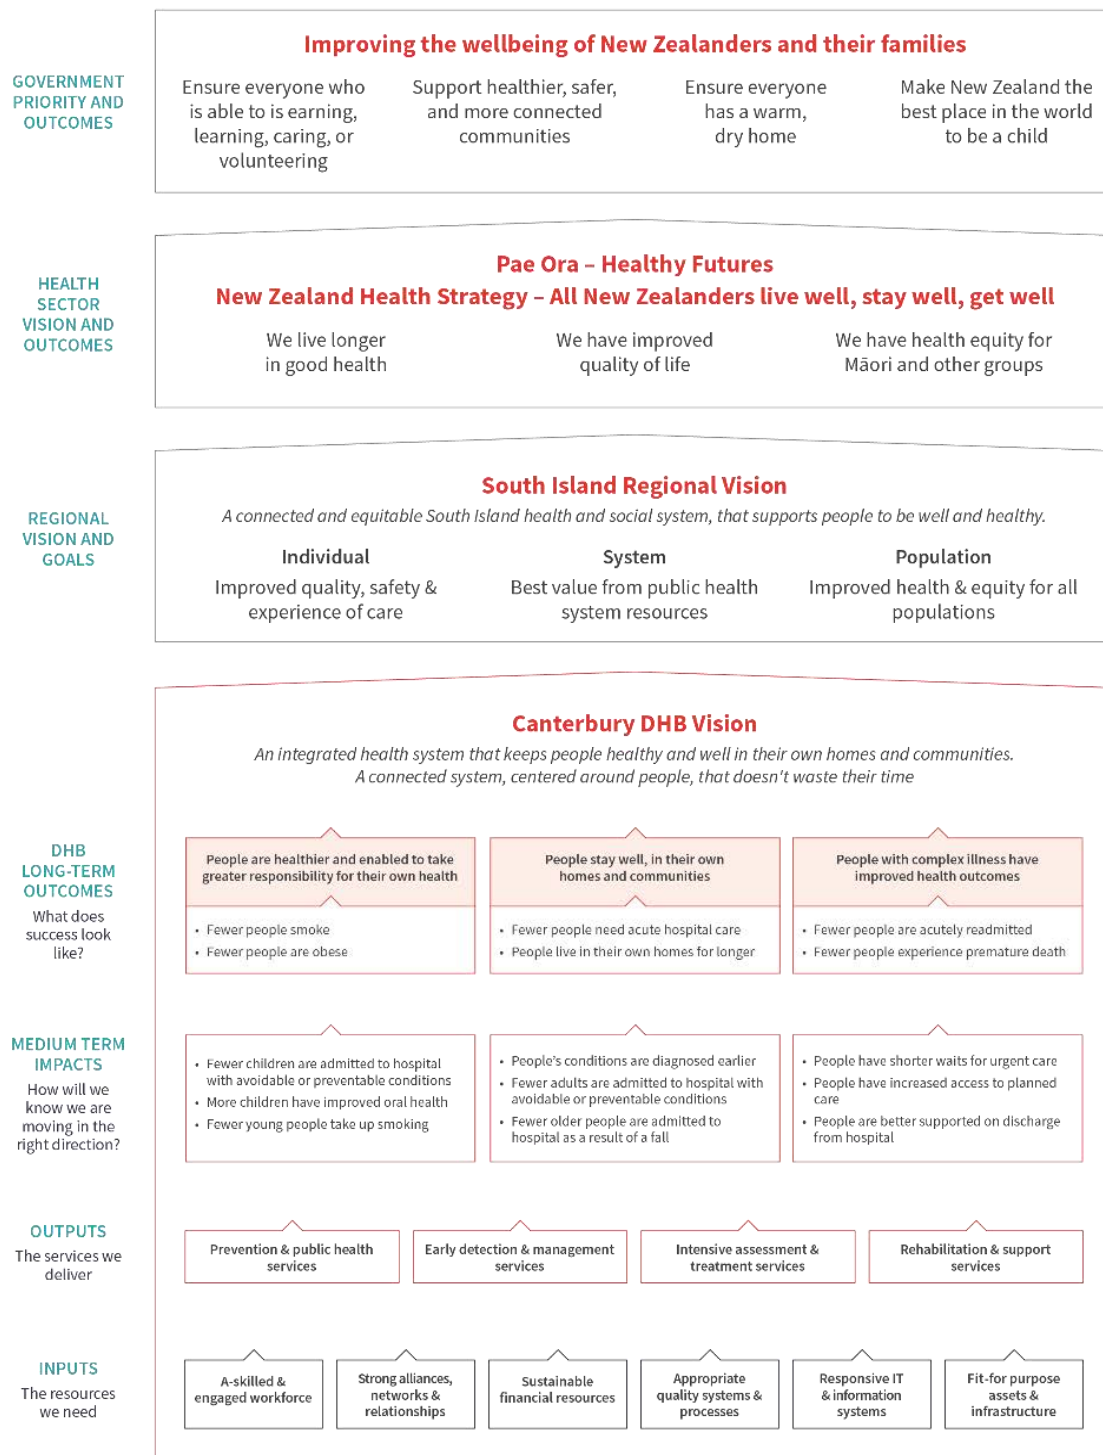 GOVERNMENT
PRIORITY AND
OUTCOMES
Improving the wellbeing of New Zealanders and their families
Ensure everyone who
is able to is earning,
learning, caring, or
volunteering
Support healthier, safer,
and more connected
communities
Ensure everyone
has a warm,
dry home
Make New Zealand the
best place in the world
to be a child
HEALTH
SECTOR
VISION AND
OUTCOMES
Pae Ora – Healthy Futures
New Zealand Health Strategy – All New Zealanders live well, stay well, get well
We live longer
in good health
We have improved
quality of life
We have health equity for
Māori and other groups
REGIONAL
VISION AND
GOALS
South Island Regional Vision
A connected and equitable South Island health and social system, that supports people to be well and healthy.
Individual
Improved quality, safety &
experience of care
System
Best value from public health
system resources
Population
Improved health & equity for all
populations
Canterbury DHB Vision
An integrated health system that keeps people healthy and well in their own homes and communities.
A connected system, centered around people, that doesn't waste their time
DHB
LONG-TERM
OUTCOMES
What does
success look
like?
People are healthier and enabled to take
greater responsibility for their own health
• Fewer people smoke
• Fewer people are obese
People stay well, in their own
homes and communities
• Fewer people need acute hospital care
• People live in their own homes for longer
People with complex illness have
improved health outcomes
• Fewer people are acutely readmitted
• Fewer people experience premature death
MEDIUM TERM
IMPACTS
How will we
know we are
moving in the
right direction?
• Fewer children are admitted to hospital
with avoidable or preventable conditions
• More children have improved oral health
• Fewer young people take up smoking
• People's conditions are diagnosed earlier
• Fewer adults are admitted to hospital with
avoidable or preventable conditions
• Fewer older people are admitted to
hospital as a result of a fall
• People have shorter waits for urgent care
• People have increased access to planned
care
• People are better supported on discharge
from hospital
OUTPUTS
The services we
deliver
Prevention & public health
services
Early detection & management
services
Intensive assessment &
treatment services
Rehabilitation & support
services
INPUTS
The resources
we need
A-skilled &
engaged workforce
Strong alliances,
networks &
relationships
Sustainable
financial resources
Appropriate
quality systems &
processes
Responsive IT
& information
systems
Fit-for purpose
assets &
infrastructure